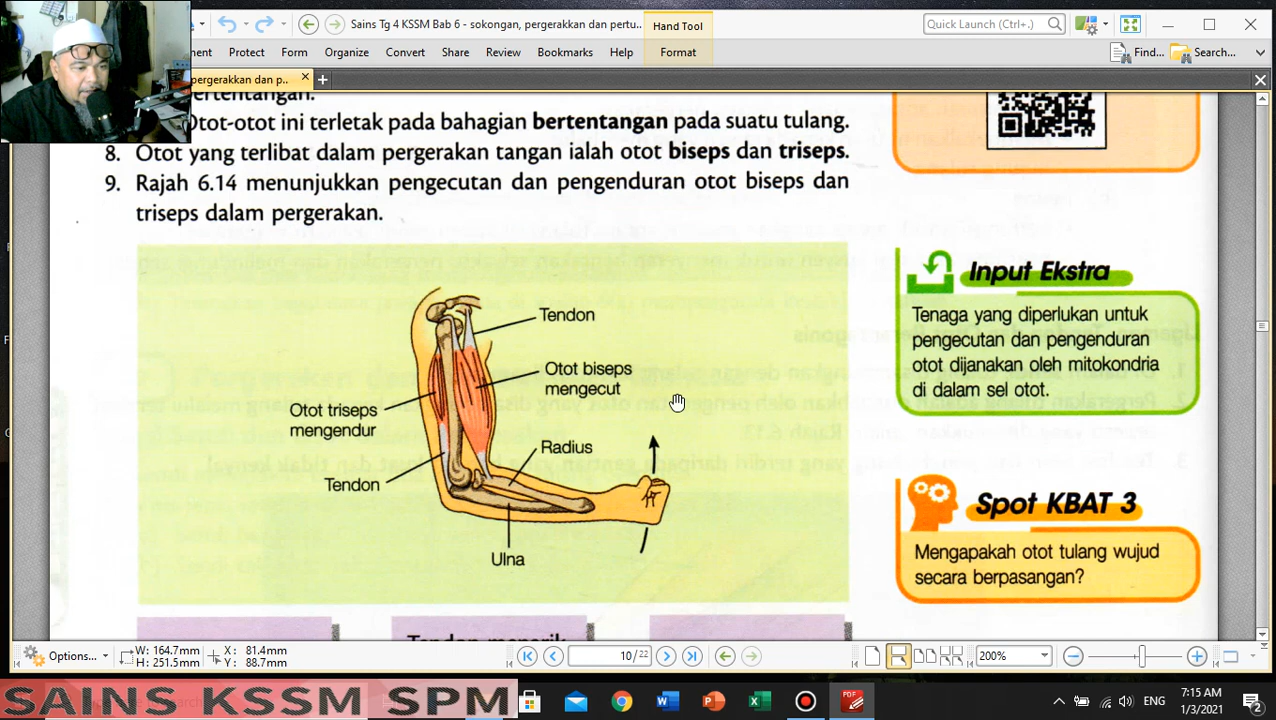 Sains Tg 4 KSSM Bab 6 - sokongan, pergerakkan dan pertu..
Hand Tool
Quick Launch (Ctrl+.)
Protect Form Organize Convert Share Review Bookmarks Help Format Find... Search...
pergerakkan dan p..
Otot-otot ini terletak pada bahagian bertentangan pada suatu tulang.
8. Otot yang terlibat dalam pergerakan tangan ialah otot biseps dan triseps.
9. Rajah 6.14 menunjukkan pengecutan dan pengenduran otot biseps dan
triseps dalam pergerakan.
Tendon
Otot biseps
mengecut
Otot triseps
mengendur
Radius
Tendon
Ulna
Input Ekstra
Tenaga yang diperlukan untuk
pengecutan dan pengenduran
otot dijanakan oleh mitokondria
di dalam sel otot.
Spot KBAT 3
Mengapakah otot tulang wujud
secara berpasangan?
Options...
W: 164.7mm
H: 251.5mm
X: 81.4mm
Y: 88.7mm
10/22
200%
SAINS KSSM SPM
ENG
7:15 AM
1/3/2021
2